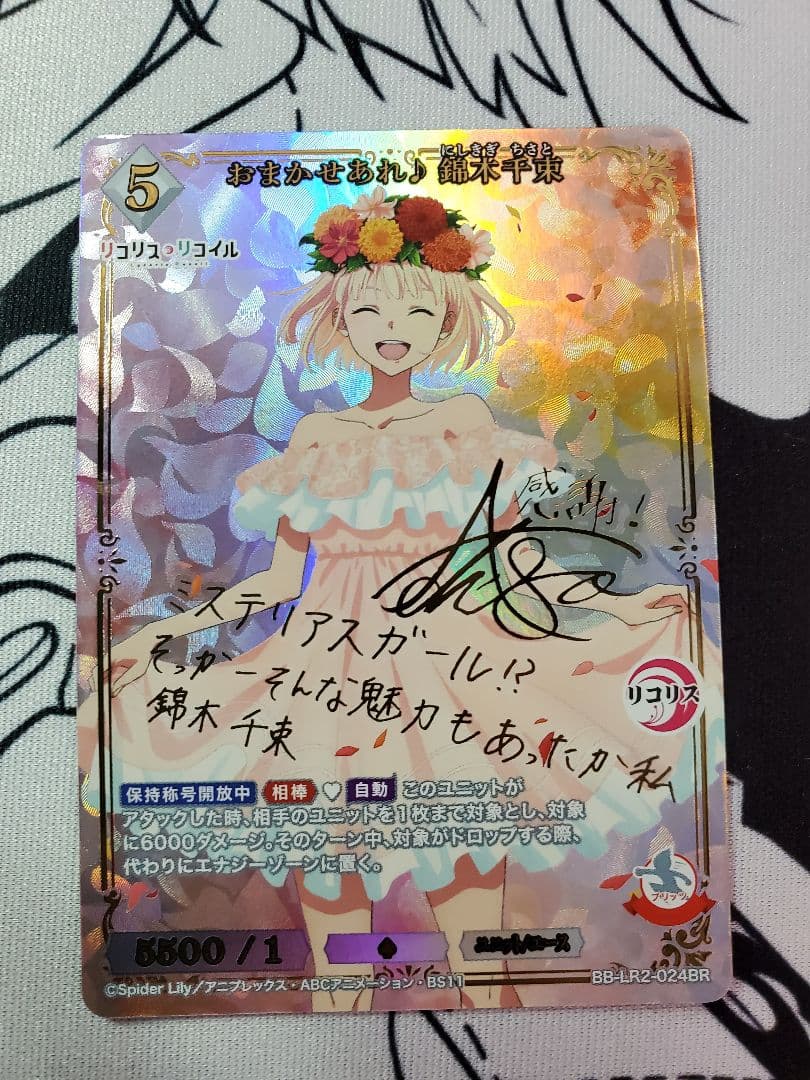 5
にしきぎ ちさと
おまかせあれ♪ 錦木千束
リコリス・リコイル
感謝!
ミステリアスガール!?
そっかーそんな魅力もあったか私
錦木 千束
リコリス
保持称号開放中 相棒 ♥ 自動 このユニットが
アタックした時、相手のユニットを1枚まで対象とし、対象
に6000ダメージ。そのターン中、対象がドロップする際、
代わりにエナジーゾーンに置く。
ブリッツ
5500 / 1
♠
ユニット/エース
BB-LR2-024BR
©Spider Lily/アニプレックス・ABCアニメーション・BS11